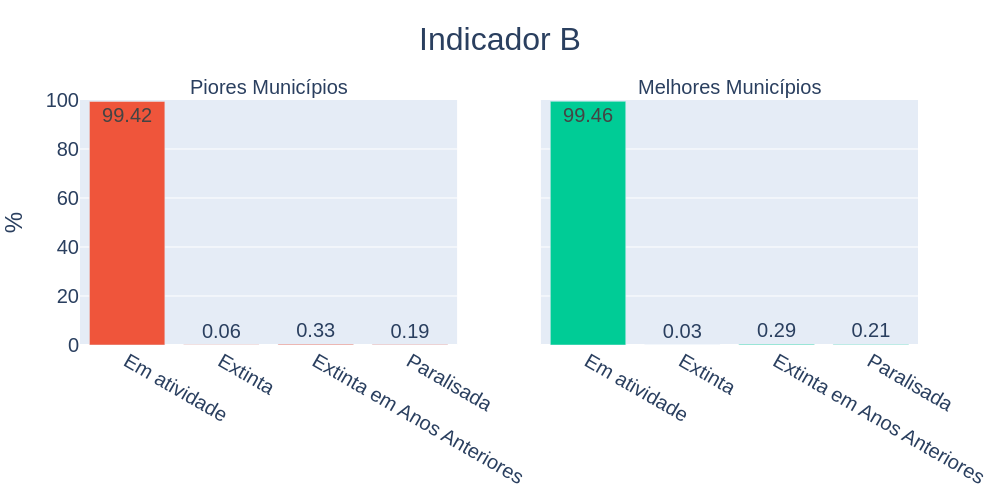 Indicador B
Piores Municípios
Melhores Municípios
%
100
80
60
40
20
0
99.42
0.06
0.33
0.19
99.46
0.03
0.29
0.21
Em atividade
Extinta
Extinta em Anos Anteriores
Paralisada
Em atividade
Extinta
Extinta em Anos Anteriores
Paralisada